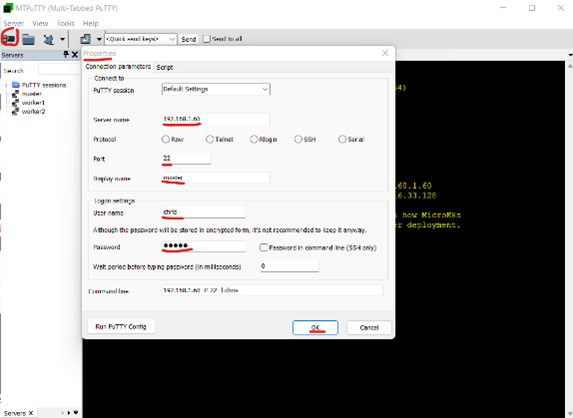 MTPuTTY (Multi-Tabbed PuTTY)
Server View Tools Help
<Quick send keys> Send Send to all
Servers
Search
PuTTY sessions
master
worker1
worker2
Properties
Connection parameters Script
Connect to
PuTTY session Default Settings
Server name 192.168.1.60
Protocol Raw Telnet Rlogin SSH Serial
Port 22
Display name master
Logon settings
User name chris
Although the password will be stored in encrypted form, it's not recommended to keep it anyway.
Password ●●●●● Password in command line (SSH only)
Wait period before typing password (in milliseconds) 0
Command line 192.168.1.60
Run PuTTY Config OK Cancel
64)
68.1.60
16.33.128
s how MicroK8s
er deployment.
Servers